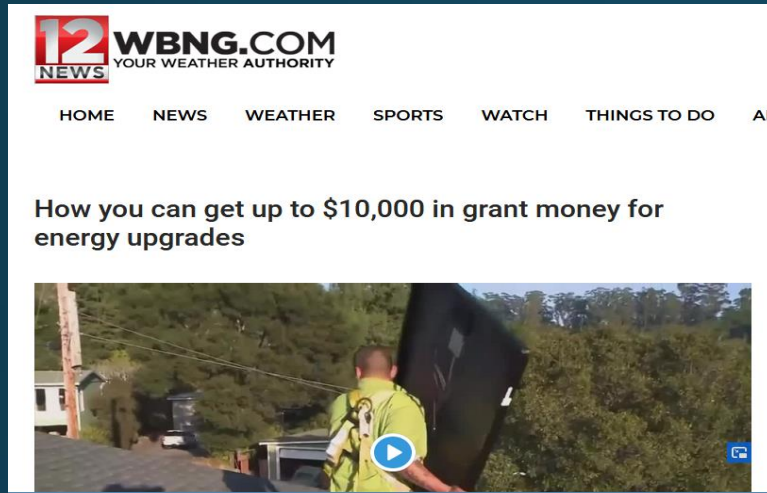 12
NEWS
WBNG.COM
YOUR WEATHER AUTHORITY
HOME NEWS WEATHER SPORTS WATCH THINGS TO DO
How you can get up to $10,000 in grant money for
energy upgrades